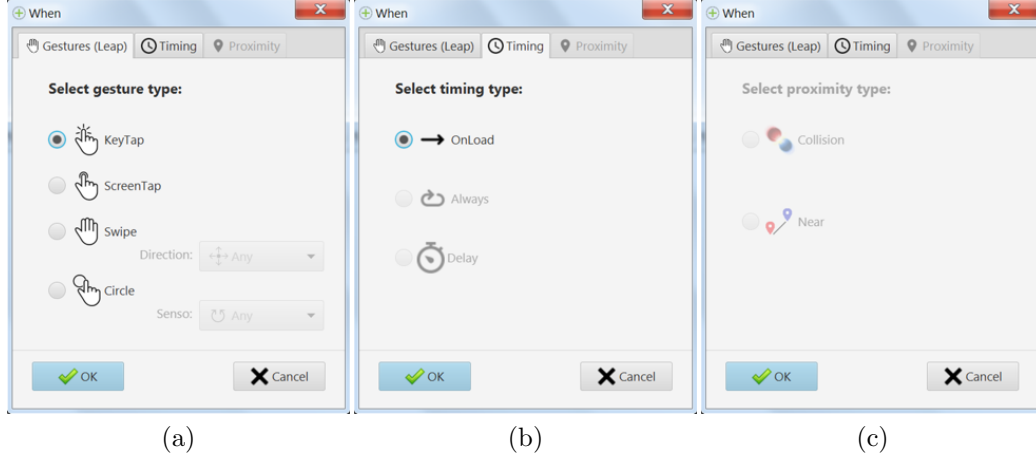 When
Gestures (Leap) Timing Proximity
Select gesture type:
KeyTap
ScreenTap
Swipe
Direction: Any
Circle
Senso: Any
OK Cancel
(a)
When
Gestures (Leap) Timing Proximity
Select timing type:
OnLoad
Always
Delay
OK Cancel
(b)
When
Gestures (Leap) Timing Proximity
Select proximity type:
Collision
Near
OK Cancel
(c)